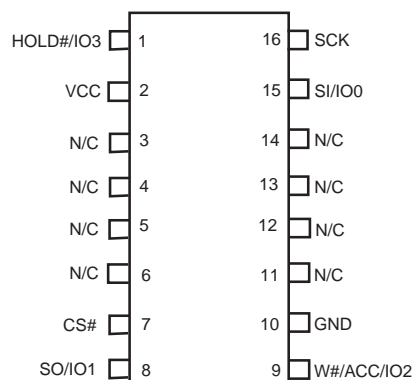 HOLD#/IO3 1 16 SCK
VCC 2 15 SI/IO0
N/C 3 14 N/C
N/C 4 13 N/C
N/C 5 12 N/C
N/C 6 11 N/C
CS# 7 10 GND
SO/IO1 8 9 W#/ACC/IO2